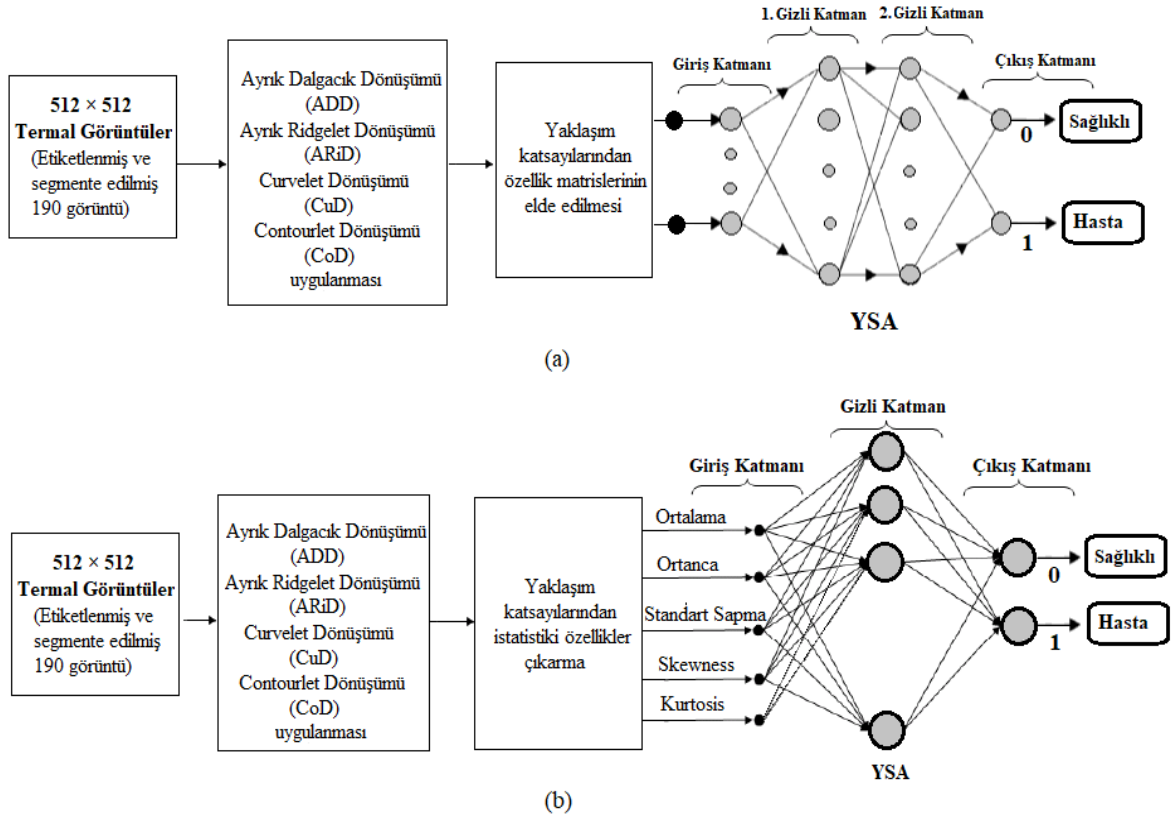 512 × 512
Termal Görüntüler
(Etiketlenmiş ve
segmente edilmiş
190 görüntü)
Ayrık Dalgacık Dönüşümü
(ADD)
Ayrık Ridgelet Dönüşümü
(ARiD)
Curvelet Dönüşümü
(CuD)
Contourlet Dönüşümü
(CoD)
uygulanması
Yaklaşım
katsayılarından
özellik matrislerinin
elde edilmesi
Giriş Katmanı
1. Gizli Katman
2. Gizli Katman
Çıkış Katmanı
0
Sağlıklı
1
Hasta
YSA
(a)
512 × 512
Termal Görüntüler
(Etiketlenmiş ve
segmente edilmiş
190 görüntü)
Ayrık Dalgacık Dönüşümü
(ADD)
Ayrık Ridgelet Dönüşümü
(ARiD)
Curvelet Dönüşümü
(CuD)
Contourlet Dönüşümü
(CoD)
uygulanması
Yaklaşım
katsayılarından
istatistiki özellikler
çıkarma
Giriş Katmanı
Ortalama
Ortanca
Standart Sapma
Skewness
Kurtosis
Gizli Katman
Çıkış Katmanı
0
Sağlıklı
1
Hasta
YSA
(b)